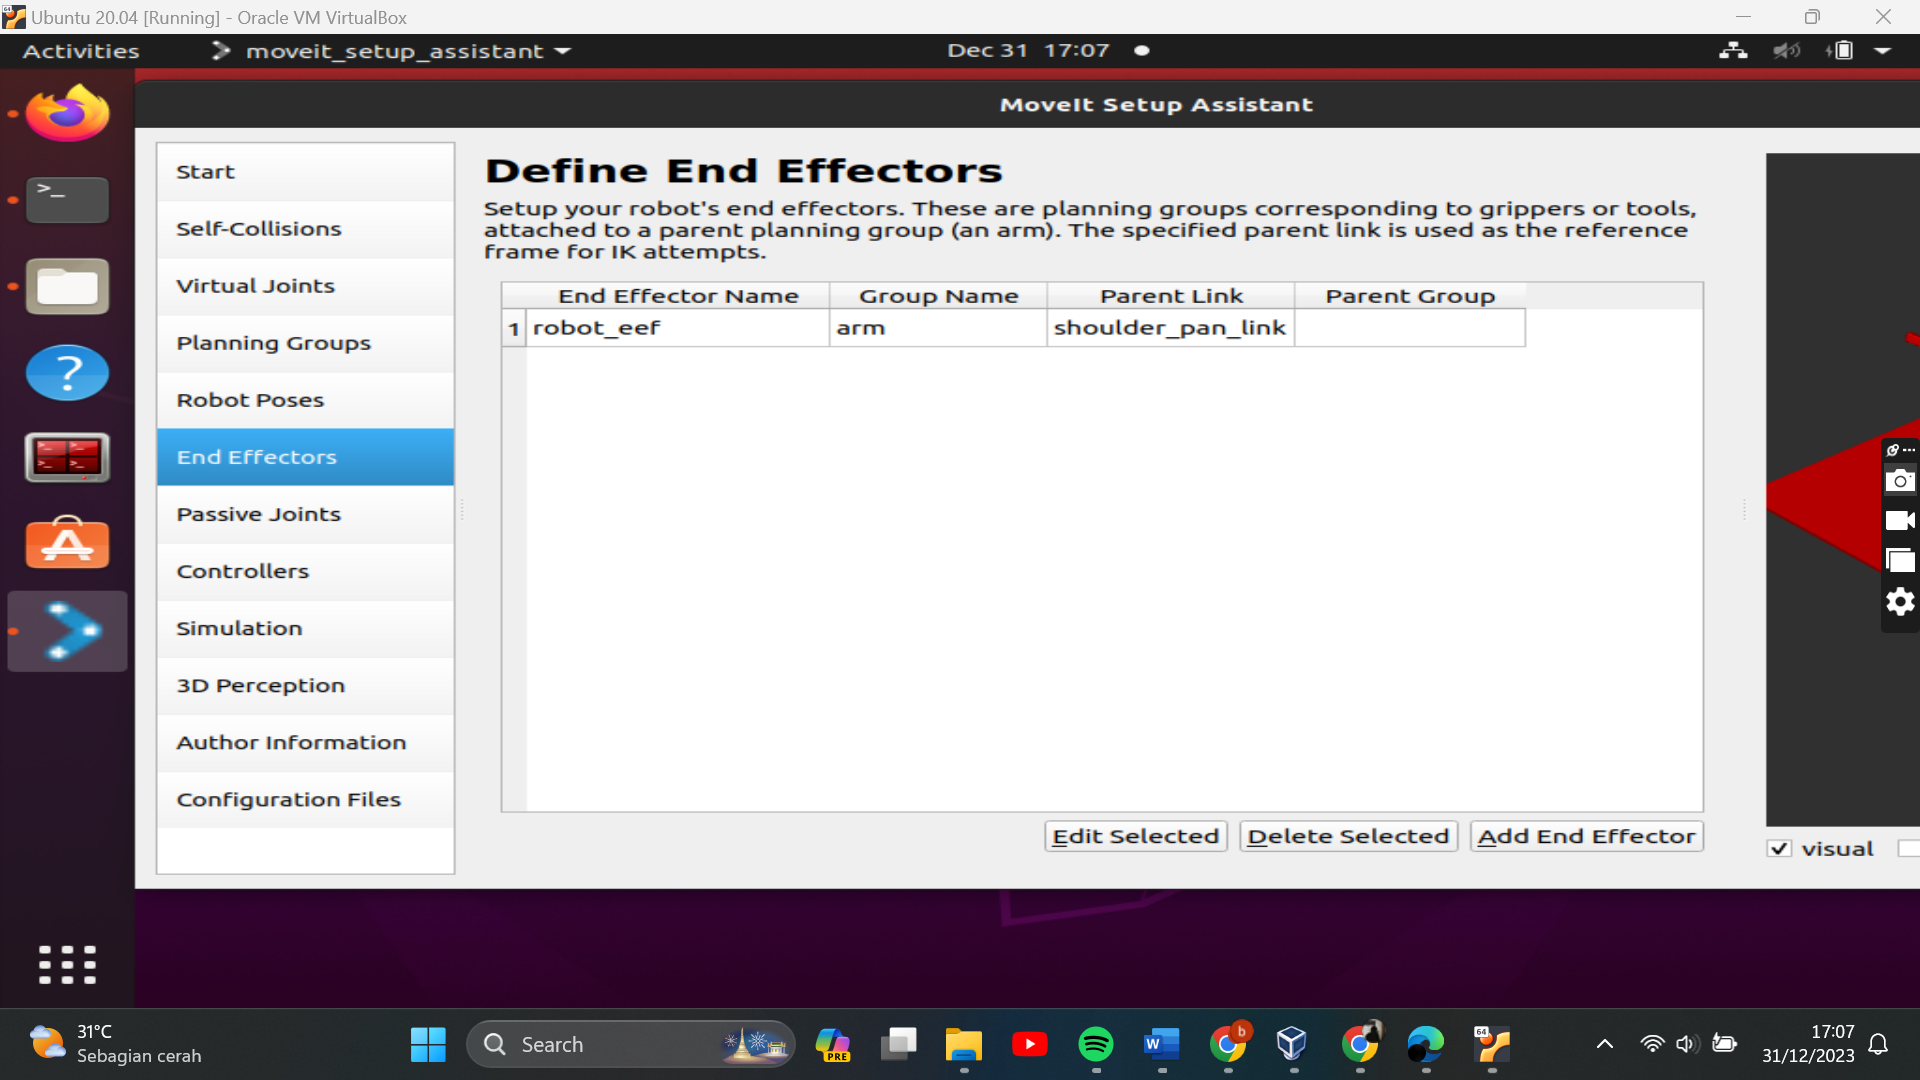 Ubuntu 20.04 [Running] - Oracle VM VirtualBox
Activities
moveit_setup_assistant
Dec 31 17:07
MoveIt Setup Assistant
Start
Self-Collisions
Virtual Joints
Planning Groups
Robot Poses
End Effectors
Passive Joints
Controllers
Simulation
3D Perception
Author Information
Configuration Files
Define End Effectors
Setup your robot's end effectors. These are planning groups corresponding to grippers or tools,
attached to a parent planning group (an arm). The specified parent link is used as the reference
frame for IK attempts.
End Effector Name Group Name Parent Link Parent Group
1 robot_eef arm shoulder_pan_link
Edit Selected Delete Selected Add End Effector
visual
31°C
Sebagian cerah
Search
PRE
W
b
64
17:07
31/12/2023